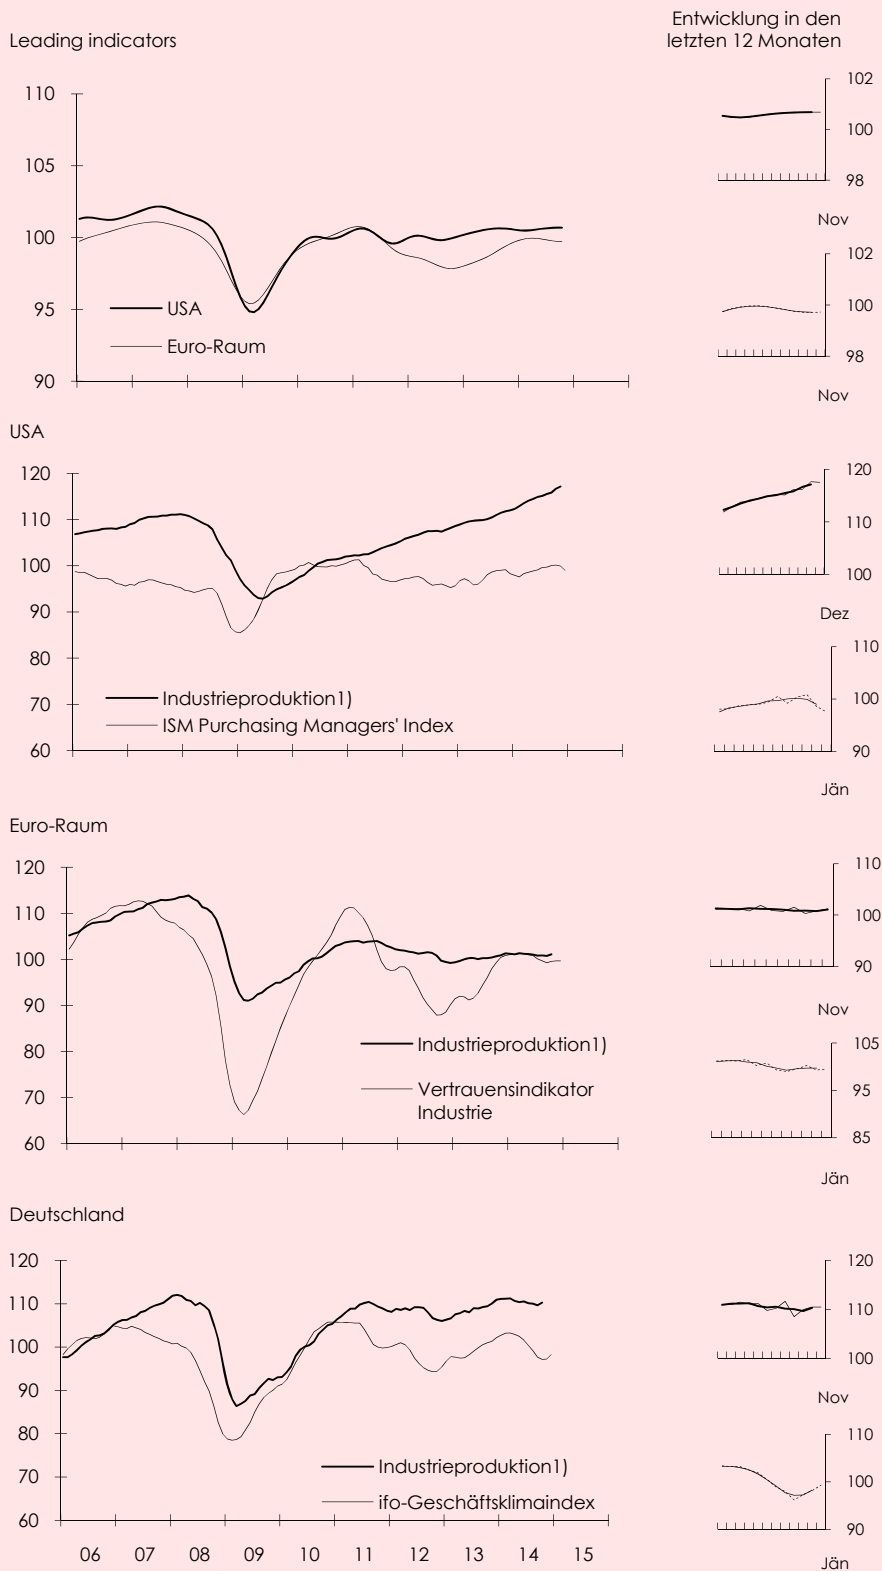 Entwicklung in den
letzten 12 Monaten
Leading indicators
110
105
100
95
90
USA
Euro-Raum
102
100
98
Nov
102
100
98
Nov
USA
120
110
100
90
80
70
60
Industrieproduktion1)
ISM Purchasing Managers' Index
120
110
100
Dez
110
100
90
Jän
Euro-Raum
120
110
100
90
80
70
60
Industrieproduktion1)
Vertrauensindikator
Industrie
110
100
90
Nov
105
95
85
Jän
Deutschland
120
110
100
90
80
70
60
Industrieproduktion1)
ifo-Geschäftsklimaindex
06 07 08 09 10 11 12 13 14 15
120
110
100
Nov
110
100
90
Jän